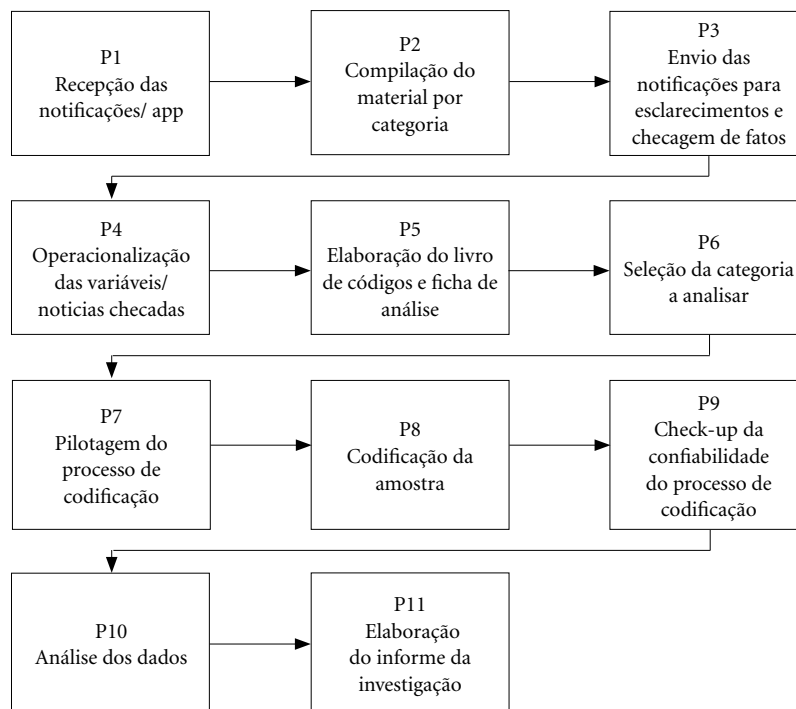 P1
Recepção das
notificações/ app
P2
Compilação do
material por
categoria
P3
Envio das
notificações para
esclarecimentos e
checagem de fatos
P4
Operacionalização
das variáveis/
noticias checadas
P5
Elaboração do livro
de códigos e ficha de
análise
P6
Seleção da categoria
a analisar
P7
Pilotagem do
processo de
codificação
P8
Codificação da
amostra
P9
Check-up da
confiabilidade
do processo de
codificação
P10
Análise dos dados
P11
Elaboração
do informe da
investigação